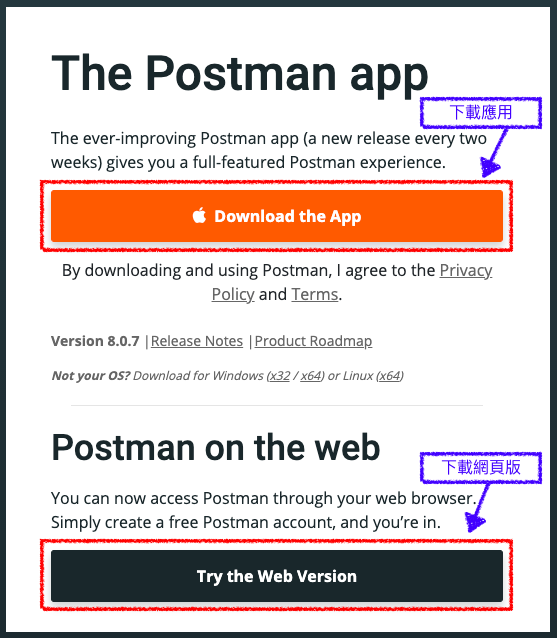 The Postman app
下載應用
The ever-improving Postman app (a new release every two
weeks) gives you a full-featured Postman experience.
Download the App
By downloading and using Postman, I agree to the Privacy
Policy and Terms.
Version 8.0.7 |Release Notes |Product Roadmap
Not your OS? Download for Windows (x32 / x64) or Linux (x64)
Postman on the web
下載網頁版
You can now access Postman through your web browser.
Simply create a free Postman account, and you’re in.
Try the Web Version